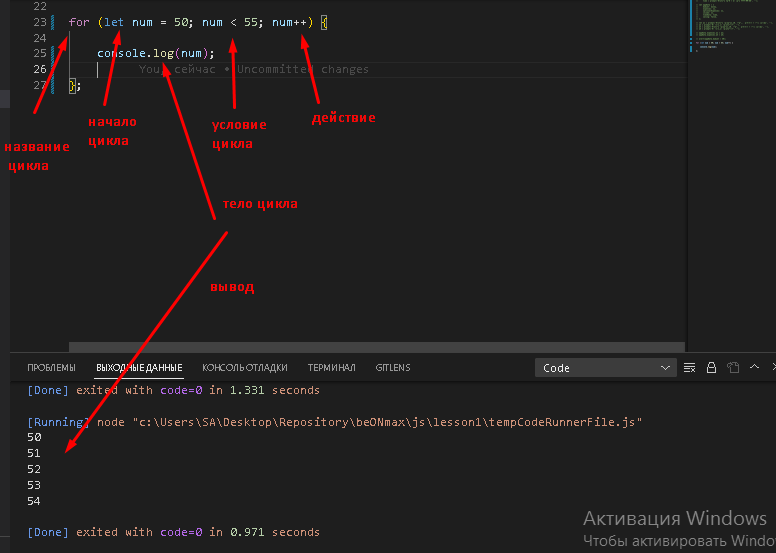 22
23 for (let num = 50; num < 55; num++) {
24
25 console.log(num);
26 You, сейчас • Uncommitted changes
27 };
название цикла
начало цикла
условие цикла
действие
тело цикла
вывод
ПРОБЛЕМЫ ВЫХОДНЫЕ ДАННЫЕ КОНСОЛЬ ОТЛАДКИ ТЕРМИНАЛ GITLENS Code
[Done] exited with code=0 in 1.331 seconds
[Running] node "c:\Users\SA\Desktop\Repository\beONmax\js\lesson1\tempCodeRunnerFile.js"
50
51
52
53
54
[Done] exited with code=0 in 0.971 seconds
Активация Windows
Чтобы активировать Windo